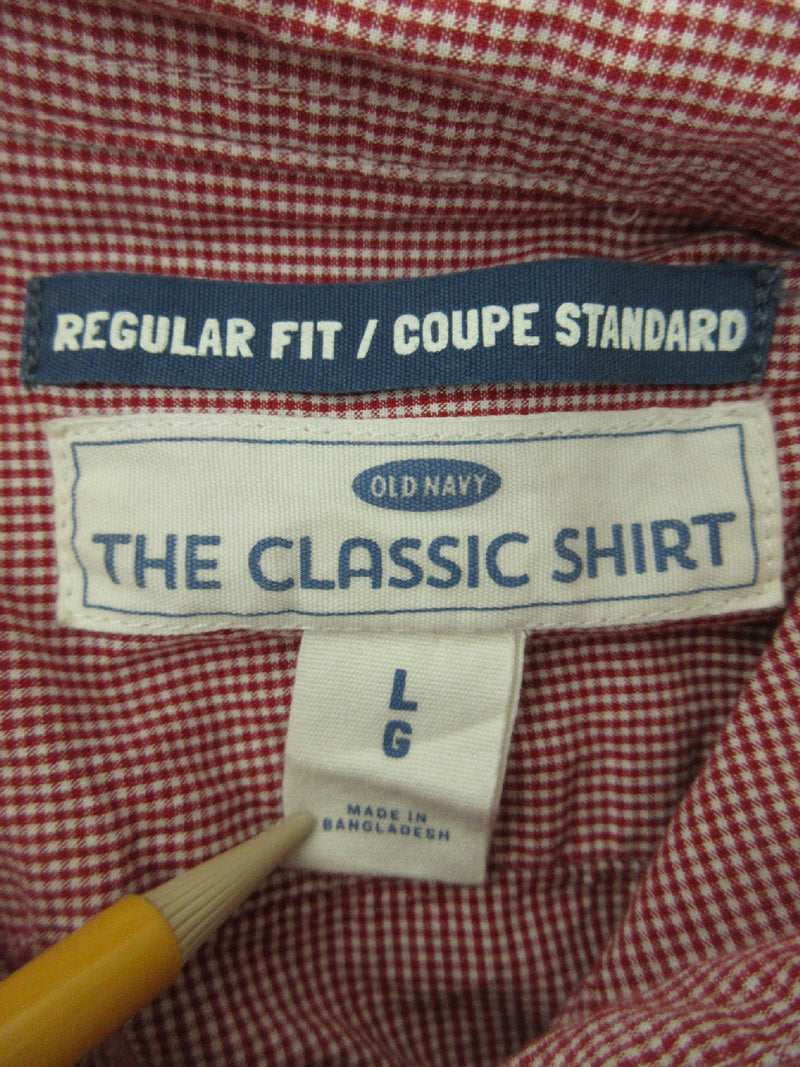 REGULAR FIT / COUPE STANDARD
OLD NAVY
THE CLASSIC SHIRT
L
G
MADE IN
BANGLADESH